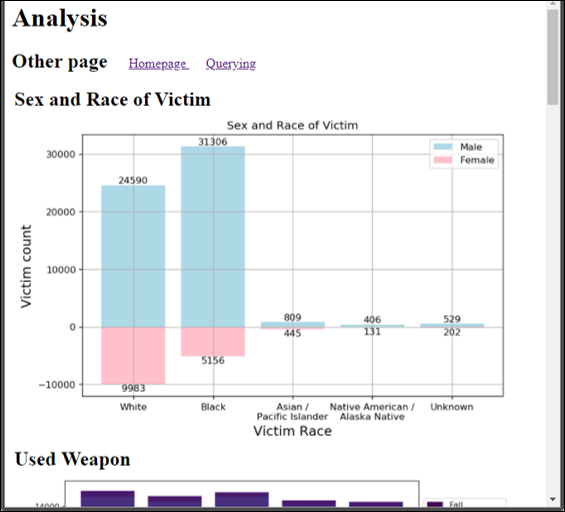 Analysis
Other page Homepage Querying
Sex and Race of Victim
Sex and Race of Victim
31306
Male
Female
30000
24590
20000
Victim count
10000
809 406 529
0
445 131 202
5156
−10000
9983
White Black Asian / Native American / Unknown
Pacific Islander Alaska Native
Victim Race
Used Weapon
14000
Fall